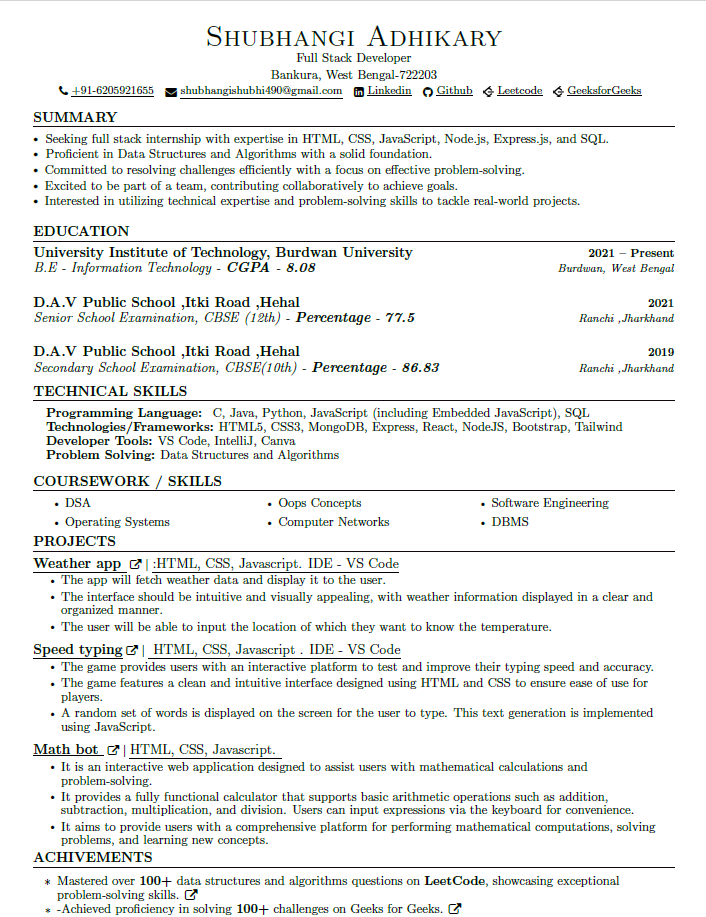 Shubhangi Adhikary
Full Stack Developer
Bankura, West Bengal-722203
+91-6205921655 shubhangishubhi490@gmail.com Linkedin Github Leetcode GeeksforGeeks
SUMMARY
• Seeking full stack internship with expertise in HTML, CSS, JavaScript, Node.js, Express.js, and SQL.
• Proficient in Data Structures and Algorithms with a solid foundation.
• Committed to resolving challenges efficiently with a focus on effective problem-solving.
• Excited to be part of a team, contributing collaboratively to achieve goals.
• Interested in utilizing technical expertise and problem-solving skills to tackle real-world projects.
EDUCATION
University Institute of Technology, Burdwan University 2021 – Present
B.E - Information Technology - CGPA - 8.08 Burdwan, West Bengal
D.A.V Public School ,Itki Road ,Hehal 2021
Senior School Examination, CBSE (12th) - Percentage - 77.5 Ranchi ,Jharkhand
D.A.V Public School ,Itki Road ,Hehal 2019
Secondary School Examination, CBSE(10th) - Percentage - 86.83 Ranchi ,Jharkhand
TECHNICAL SKILLS
Programming Language: C, Java, Python, JavaScript (including Embedded JavaScript), SQL
Technologies/Frameworks: HTML5, CSS3, MongoDB, Express, React, NodeJS, Bootstrap, Tailwind
Developer Tools: VS Code, IntelliJ, Canva
Problem Solving: Data Structures and Algorithms
COURSEWORK / SKILLS
• DSA • Oops Concepts • Software Engineering
• Operating Systems • Computer Networks • DBMS
PROJECTS
Weather app | :HTML, CSS, Javascript. IDE - VS Code
• The app will fetch weather data and display it to the user.
• The interface should be intuitive and visually appealing, with weather information displayed in a clear and
organized manner.
• The user will be able to input the location of which they want to know the temperature.
Speed typing | HTML, CSS, Javascript . IDE - VS Code
• The game provides users with an interactive platform to test and improve their typing speed and accuracy.
• The game features a clean and intuitive interface designed using HTML and CSS to ensure ease of use for
players.
• A random set of words is displayed on the screen for the user to type. This text generation is implemented
using JavaScript.
Math bot | HTML, CSS, Javascript.
• It is an interactive web application designed to assist users with mathematical calculations and
problem-solving.
• It provides a fully functional calculator that supports basic arithmetic operations such as addition,
subtraction, multiplication, and division. Users can input expressions via the keyboard for convenience.
• It aims to provide users with a comprehensive platform for performing mathematical computations, solving
problems, and learning new concepts.
ACHIVEMENTS
* Mastered over 100+ data structures and algorithms questions on LeetCode, showcasing exceptional
problem-solving skills.
* -Achieved proficiency in solving 100+ challenges on Geeks for Geeks.